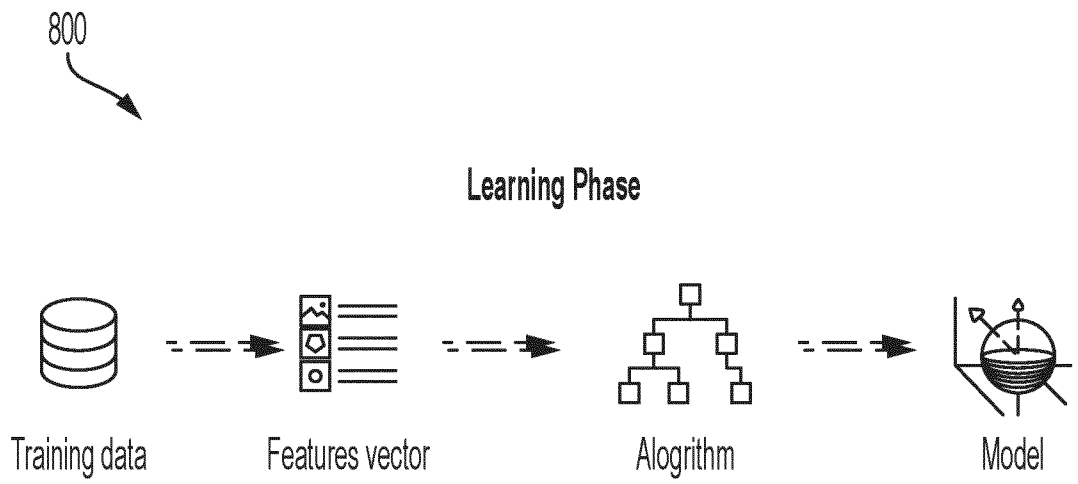 800
Learning Phase
Training data
Features vector
Alogrithm
Model